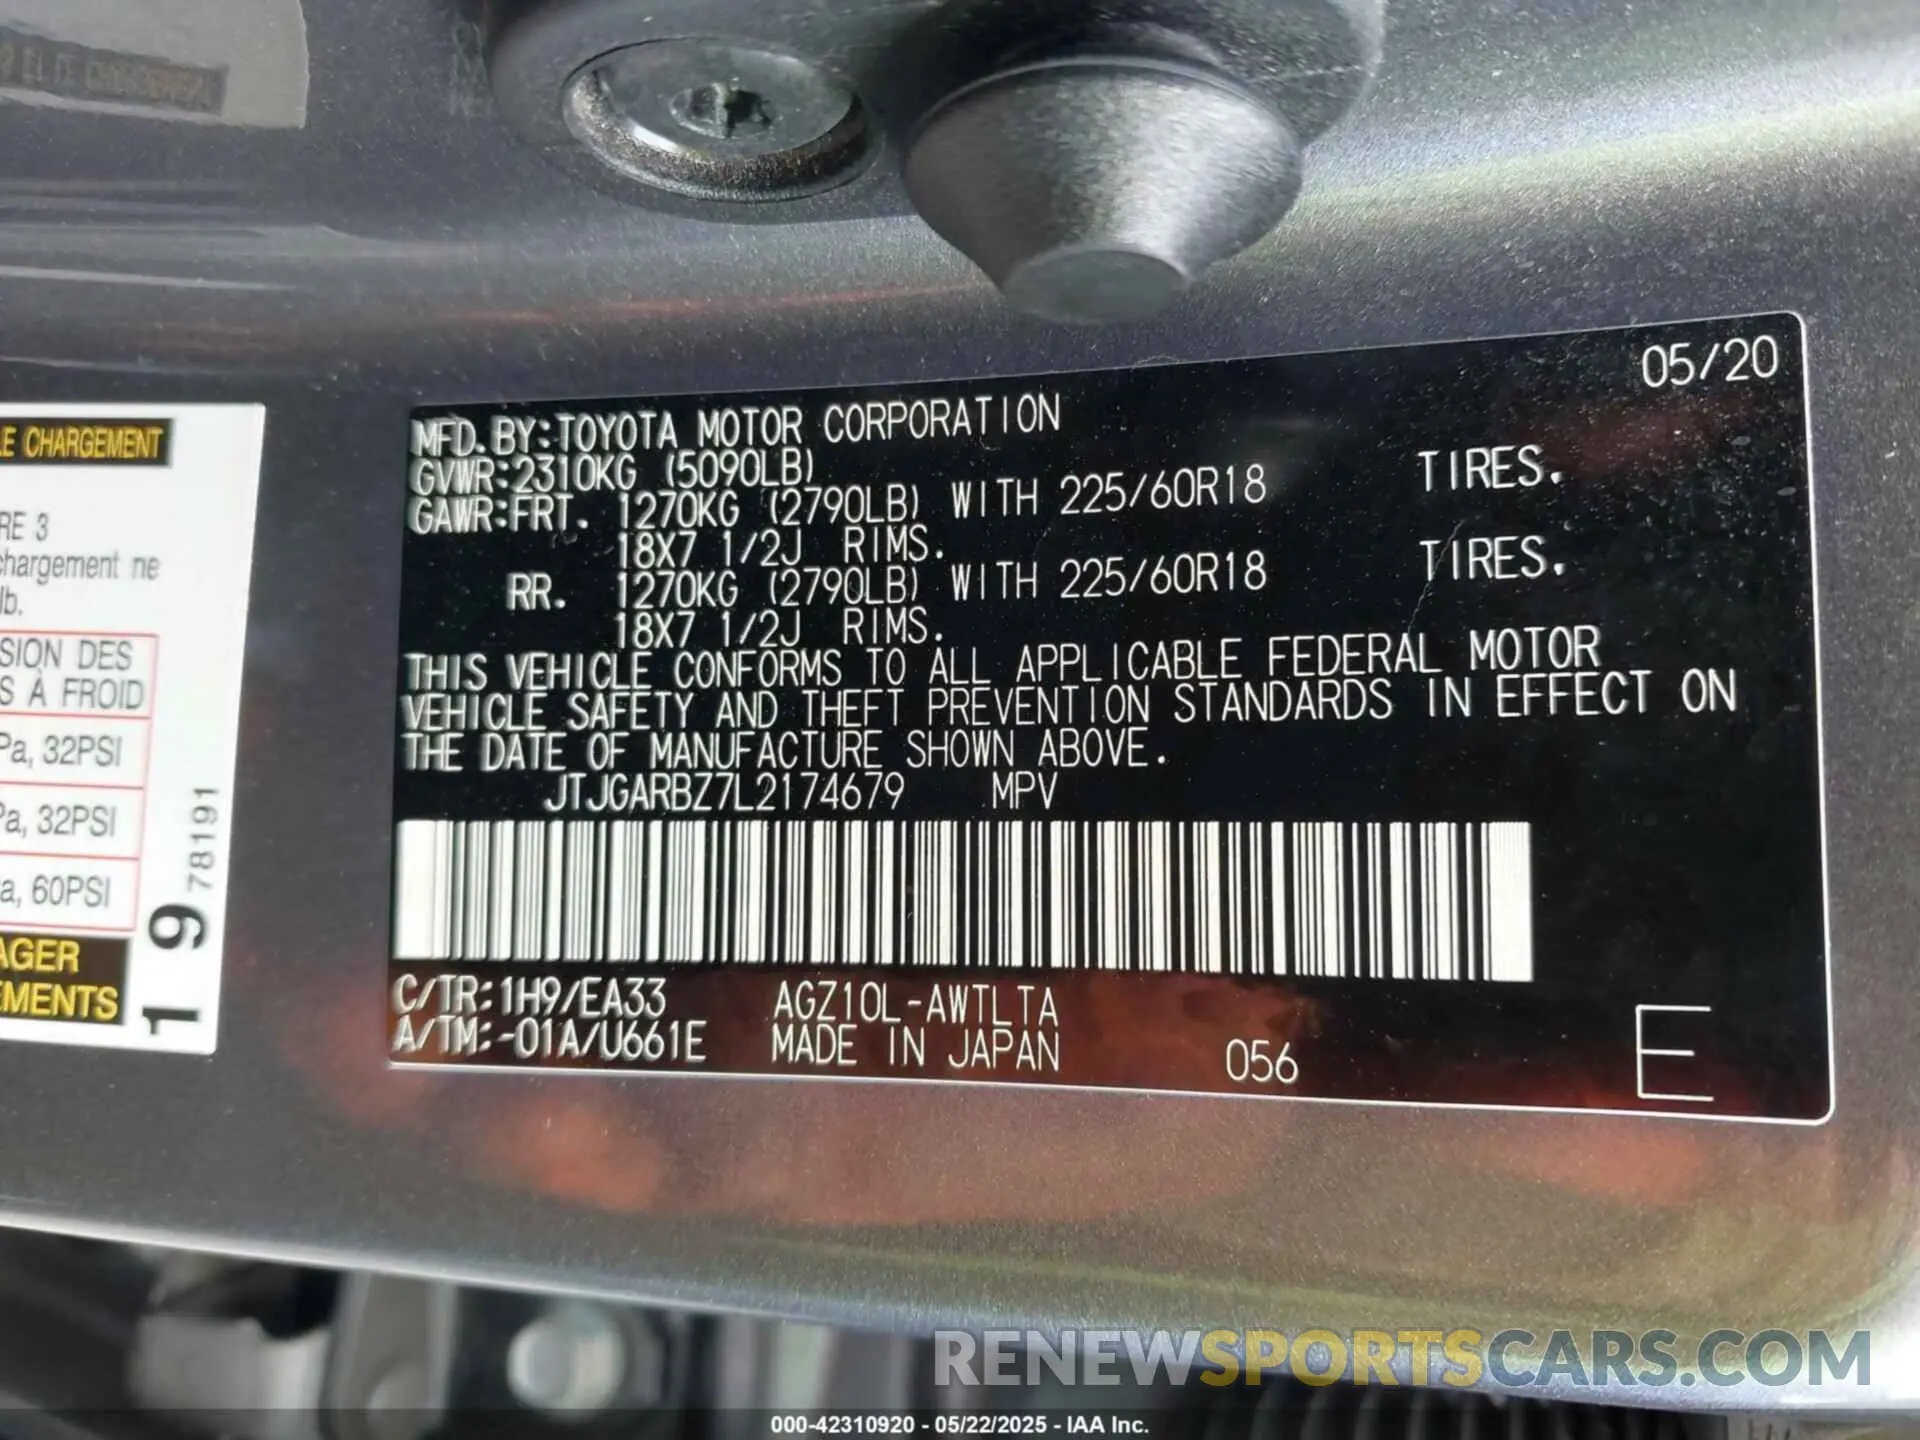 LE CHARGEMENT
RE 3
chargement ne
lb.
SION DES
S À FROID
Pa, 32PSI
Pa, 32PSI
a, 60PSI
AGER
EMENTS
1 9 78191
05/20
MFD. BY: TOYOTA MOTOR CORPORATION
GVWR: 2310KG (5090LB)
GAWR: FRT. 1270KG (2790LB) WITH 225/60R18 TIRES.
18X7 1/2J RIMS.
RR. 1270KG (2790LB) WITH 225/60R18 TIRES.
18X7 1/2J RIMS.
THIS VEHICLE CONFORMS TO ALL APPLICABLE FEDERAL MOTOR
VEHICLE SAFETY AND THEFT PREVENTION STANDARDS IN EFFECT ON
THE DATE OF MANUFACTURE SHOWN ABOVE.
JTJGARBZ7L2174679 MPV
C/TR: 1H9/EA33 AGZ10L-AWTLTA
A/TM: -01A/U661E MADE IN JAPAN 056 E
RENEWSPORTSCARS.COM
000-42310920 - 05/22/2025 - IAA Inc.